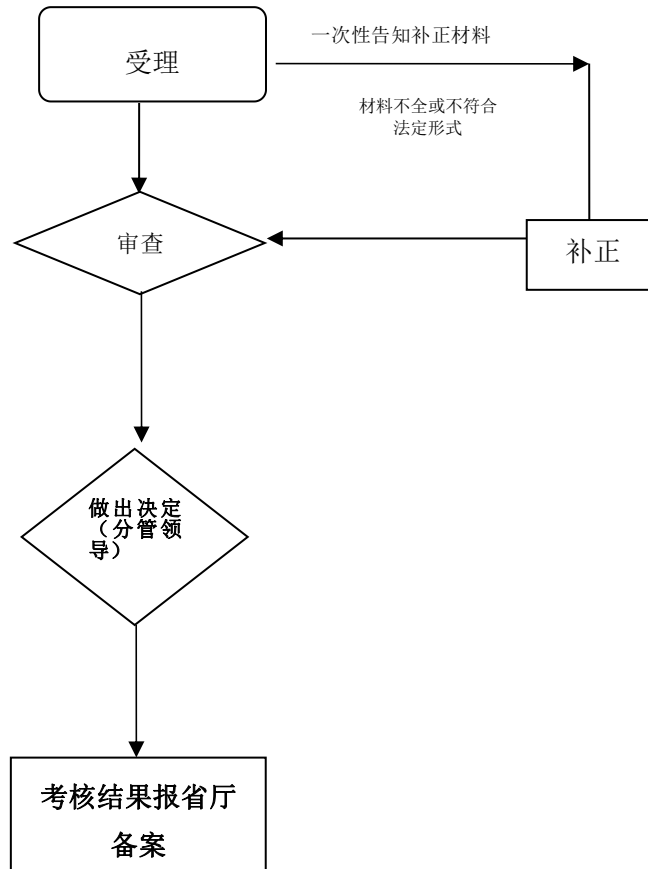 受理
一次性告知补正材料
材料不全或不符合
法定形式
审查
补正
做出决定
（分管领
导）
考核结果报省厅
备案